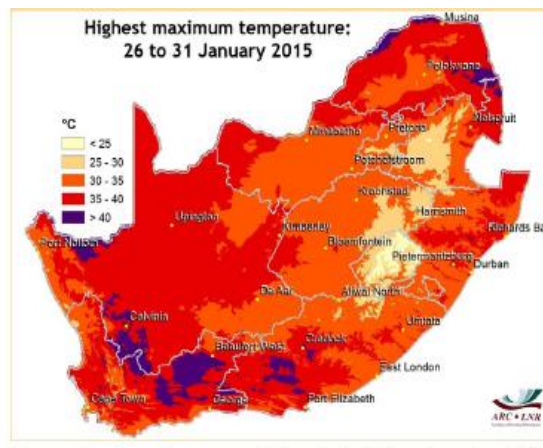 Highest maximum temperature:
26 to 31 January 2015
Musina
Polokwane
°C
< 25
25 - 30
30 - 35
35 - 40
> 40
Mmabatho
Pretoria
Nelspruit
Potchefstroom
Kroonstad
Upington
Port Nolloth
Kimberley
Harrismith
Bloemfontein
Richards Ba
Pietermaritzburg
Durban
De Aar
Aliwal North
Calvinia
Umtata
Beaufort West
Cradock
East London
Cape Town
George
Port Elizabeth
ARC • LNR